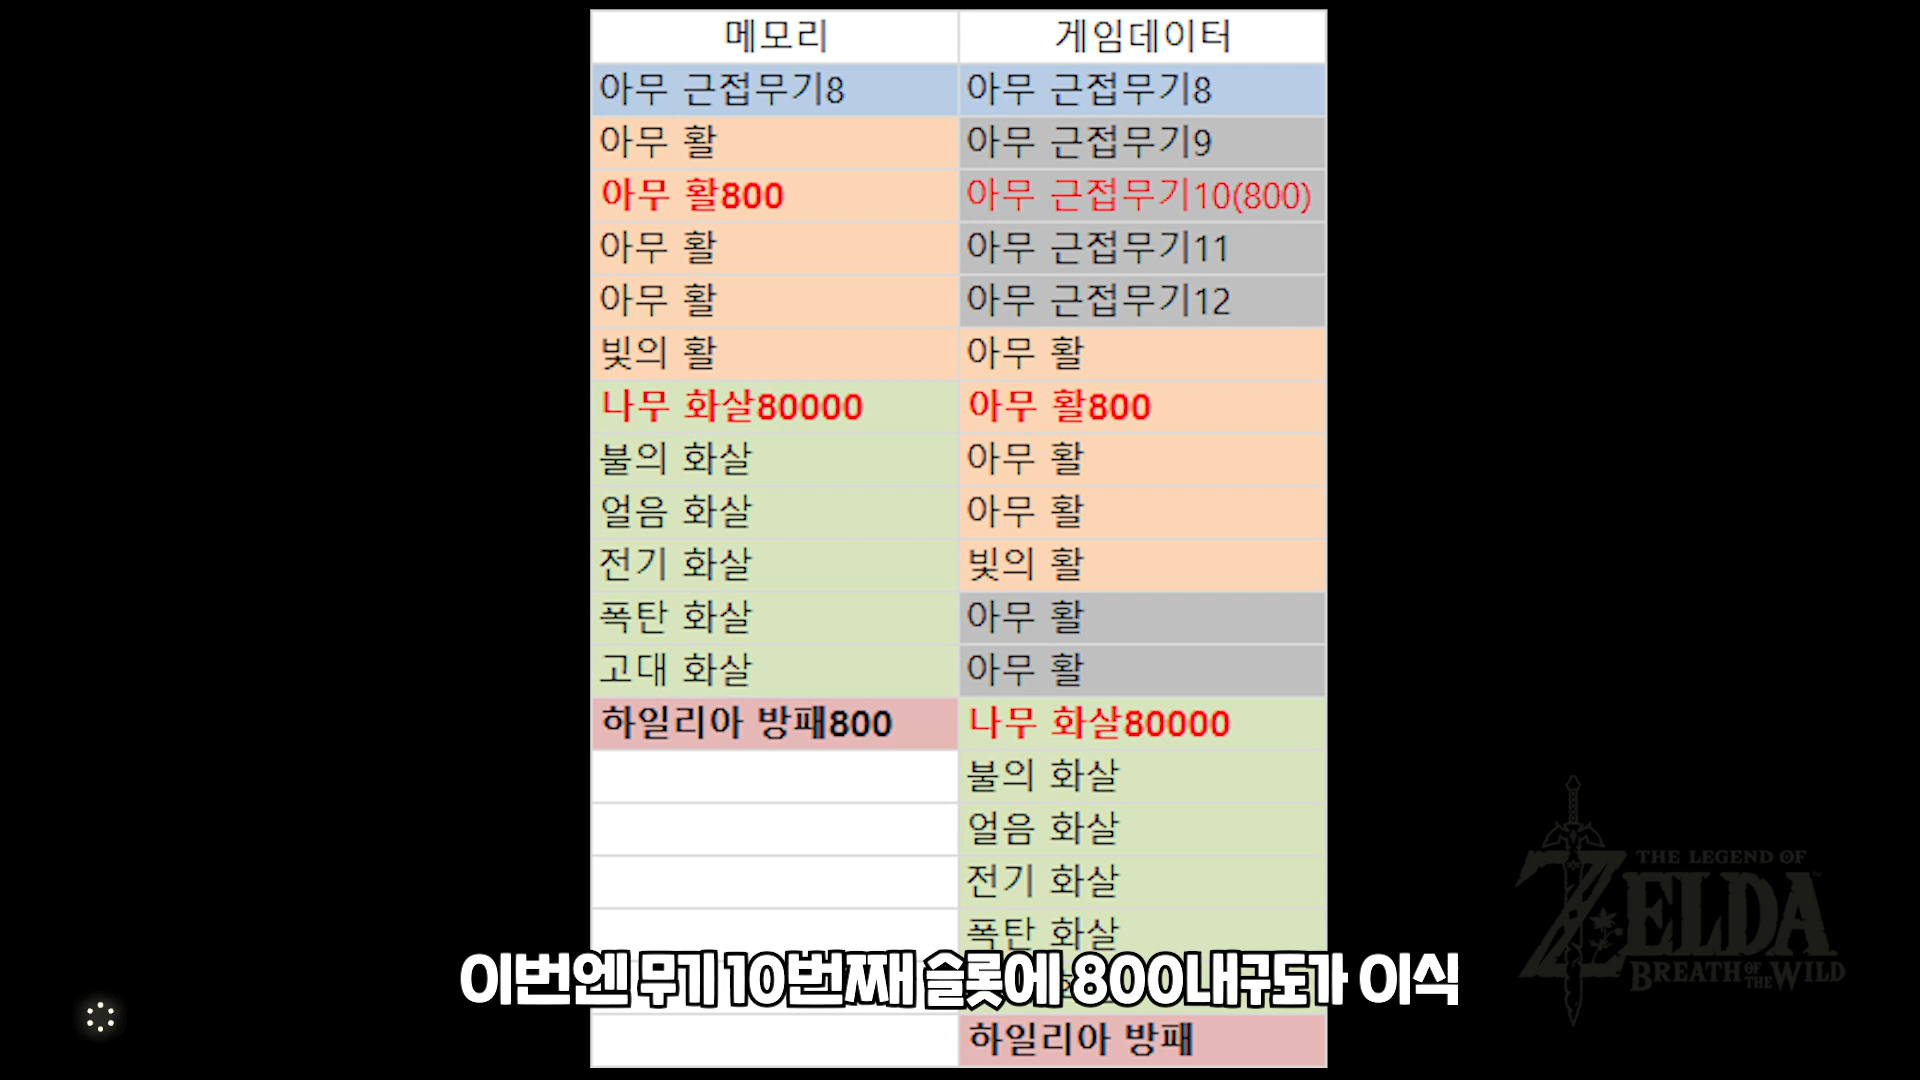 메모리 게임데이터
아무 근접무기8 아무 근접무기8
아무 활 아무 근접무기9
아무 활800 아무 근접무기10(800)
아무 활 아무 근접무기11
아무 활 아무 근접무기12
빛의 활 아무 활
나무 화살80000 아무 활800
불의 화살 아무 활
얼음 화살 아무 활
전기 화살 빛의 활
폭탄 화살 아무 활
고대 화살 아무 활
하일리아 방패800 나무 화살80000
불의 화살
얼음 화살
전기 화살
폭탄 화살
이번엔 무기10번째 슬롯에 800내구도가 이식
하일리아 방패
THE LEGEND OF
ZELDA
BREATH OF THE WILD